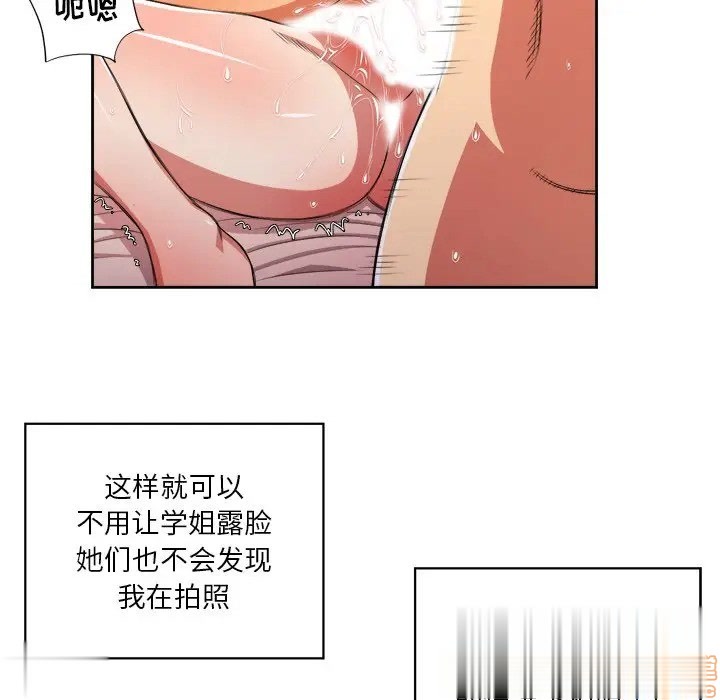 呃嗯
这样就可以
不用让学姐露脸
她们也不会发现
我在拍照